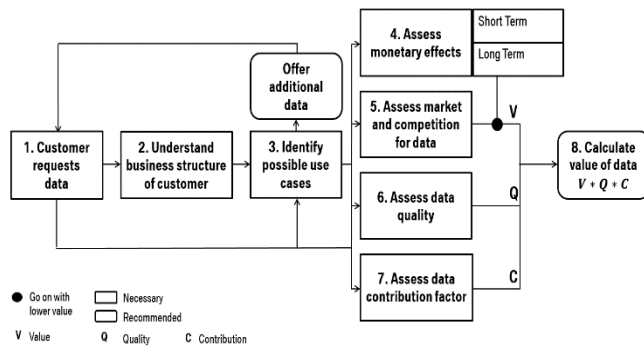 1. Customer
requests
data
2. Understand
business structure
of customer
3. Identify
possible use
cases
Offer
additional
data
4. Assess
monetary effects
Short Term
Long Term
5. Assess market
and competition
for data
V
6. Assess data
quality
Q
7. Assess data
contribution factor
C
8. Calculate
value of data
V * Q * C
Go on with
lower value
Necessary
Recommended
V Value
Q Quality
C Contribution